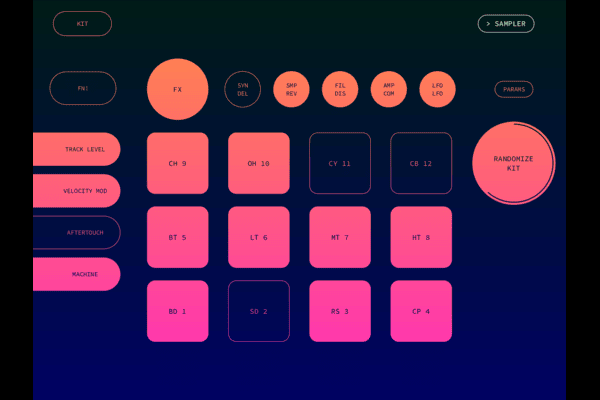 KIT
> SAMPLER
FN1
FX
SYN
DEL
SMP
REV
FIL
DIS
AMP
COM
LFO
LFO
PARAMS
TRACK LEVEL
CH 9
OH 10
CY 11
CB 12
RANDOMIZE
KIT
VELOCITY MOD
AFTERTOUCH
BT 5
LT 6
MT 7
HT 8
MACHINE
BD 1
SD 2
RS 3
CP 4